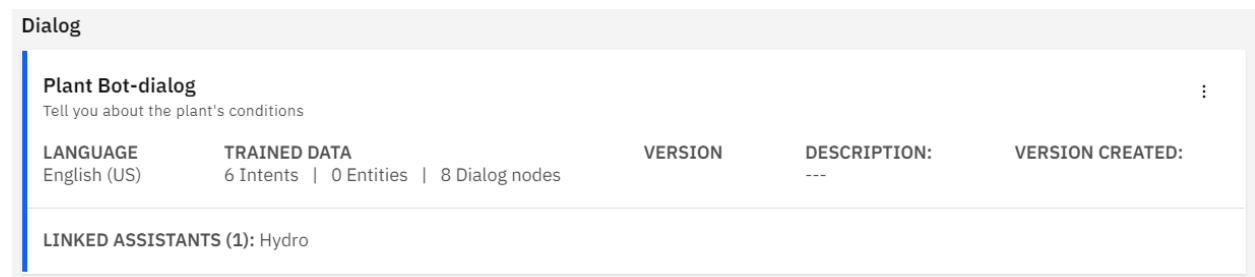 Dialog
Plant Bot-dialog
Tell you about the plant's conditions
LANGUAGE TRAINED DATA VERSION DESCRIPTION: VERSION CREATED:
English (US) 6 Intents | 0 Entities | 8 Dialog nodes ---
LINKED ASSISTANTS (1): Hydro